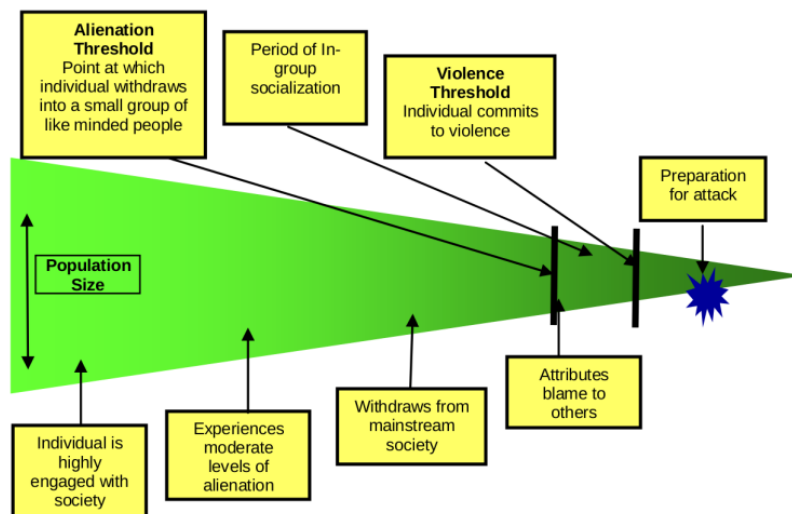 Alienation
Threshold
Point at which
individual withdraws
into a small group of
like minded people
Period of In-
group
socialization
Violence
Threshold
Individual commits
to violence
Preparation
for attack
Population
Size
Individual is
highly
engaged with
society
Experiences
moderate
levels of
alienation
Withdraws from
mainstream
society
Attributes
blame to
others